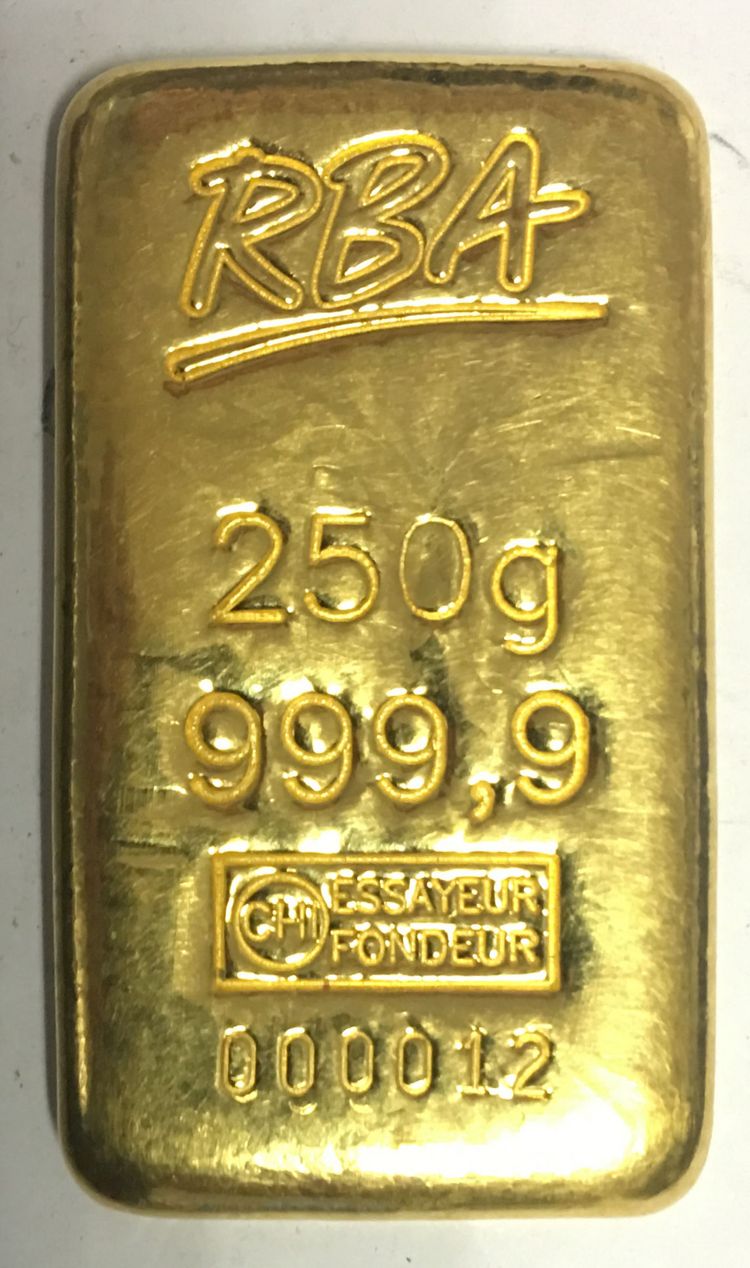 RBA
250g
999,9
CHI ESSAYEUR
FONDEUR
000012